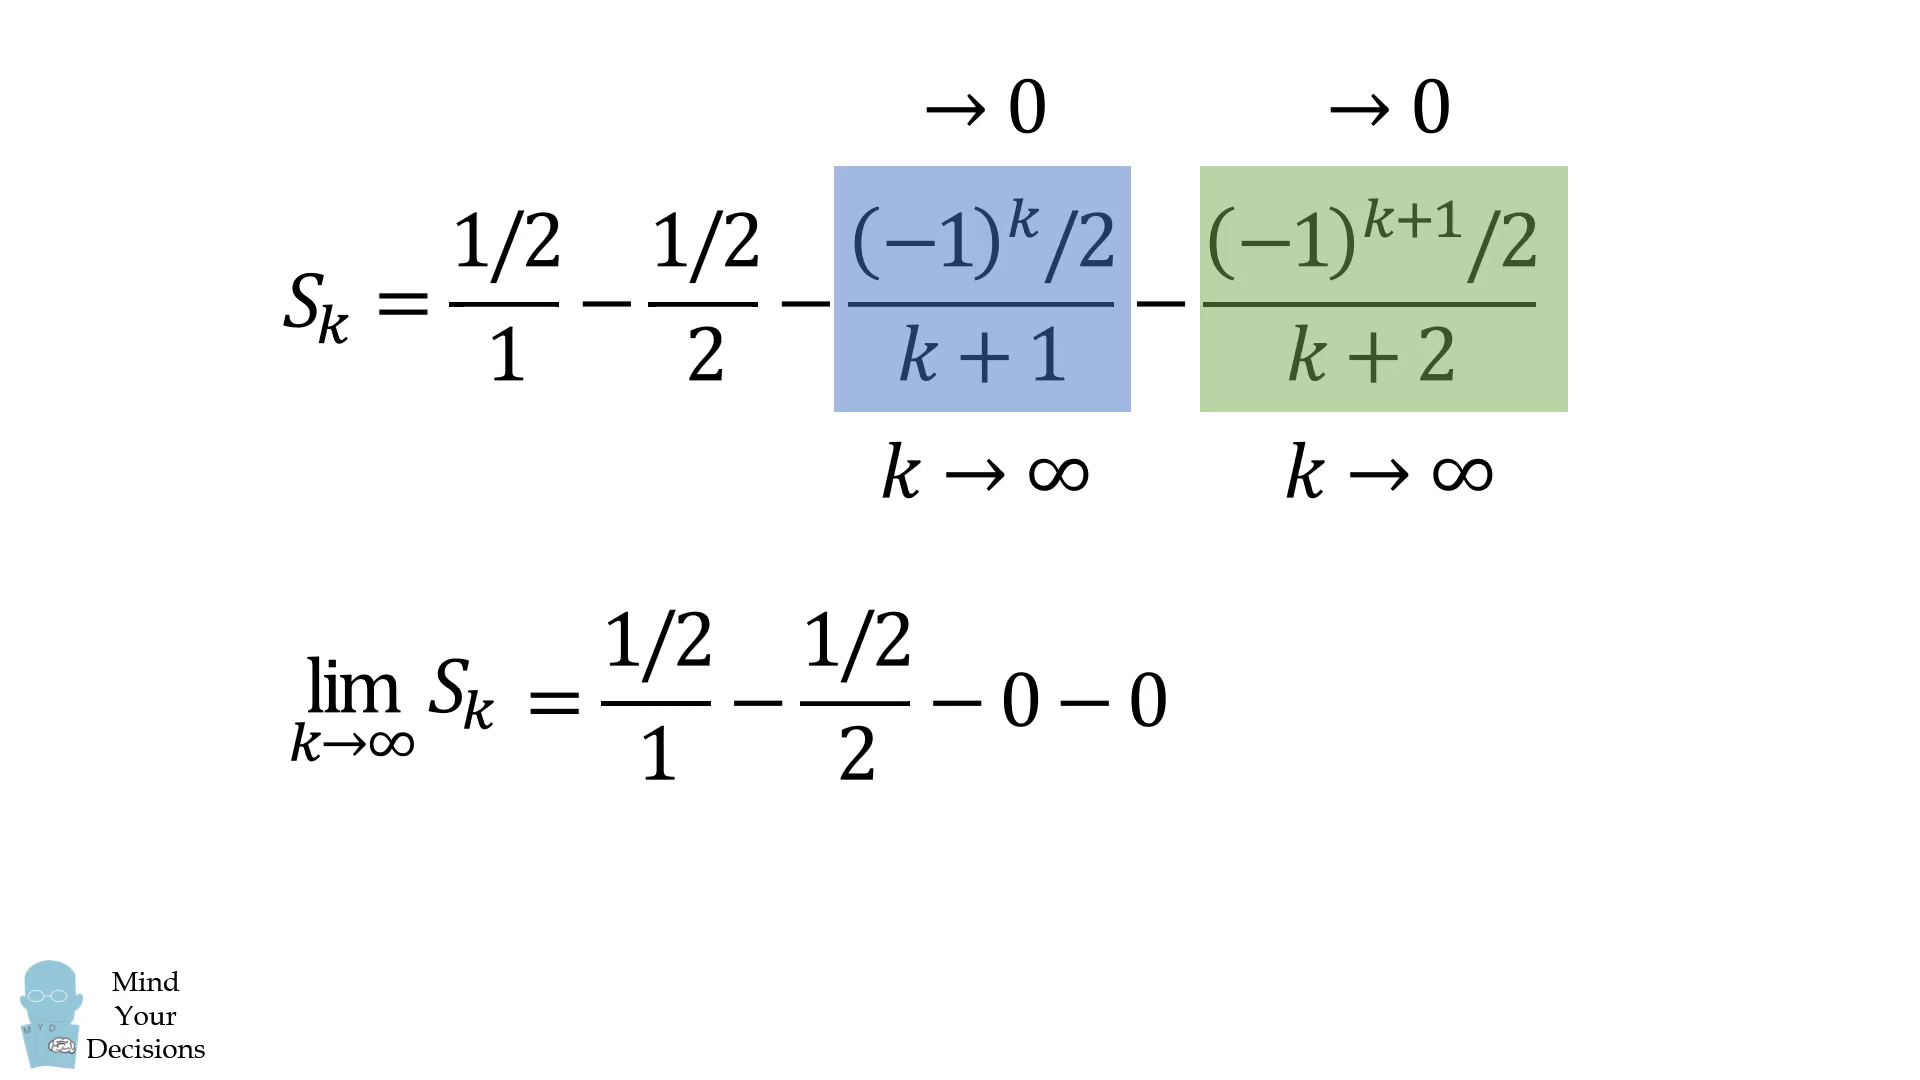 → 0 → 0
S_k = (1/2)/1 − (1/2)/2 − ((−1)^k/2)/(k + 1) − ((−1)^(k+1)/2)/(k + 2)
k → ∞ k → ∞
lim_(k→∞) S_k = (1/2)/1 − (1/2)/2 − 0 − 0
M Y D
Mind
Your
Decisions